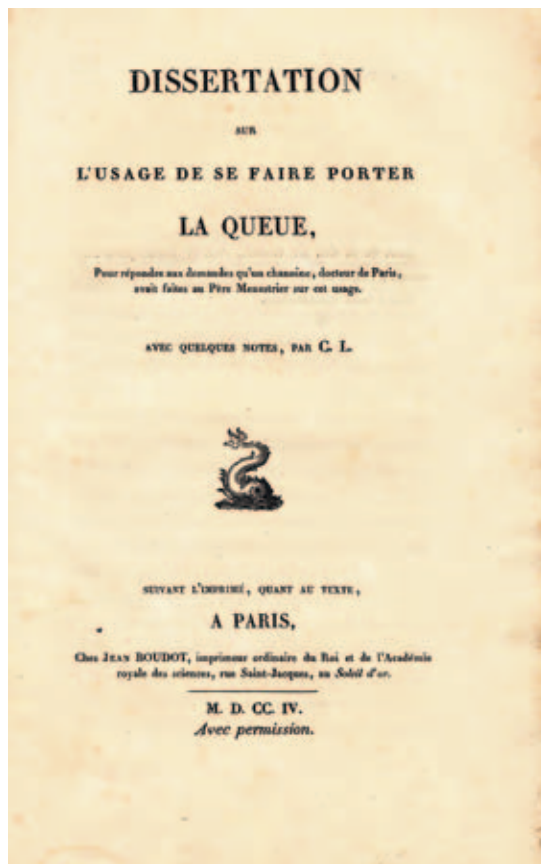 DISSERTATION
SUR
L'USAGE DE SE FAIRE PORTER
LA QUEUE,
Pour répondre aux demandes qu'un chanoine, docteur de Paris,
avait faites au Père Menestrier sur cet usage.
AVEC QUELQUES NOTES, PAR C. L.
SUIVANT L'IMPRIMÉ, QUANT AU TEXTE,
A PARIS,
Chez JEAN BOUDOT, imprimeur ordinaire du Roi et de l'Académie
royale des sciences, rue Saint-Jacques, au Soleil d'or.
M. D. CC. IV.
Avec permission.